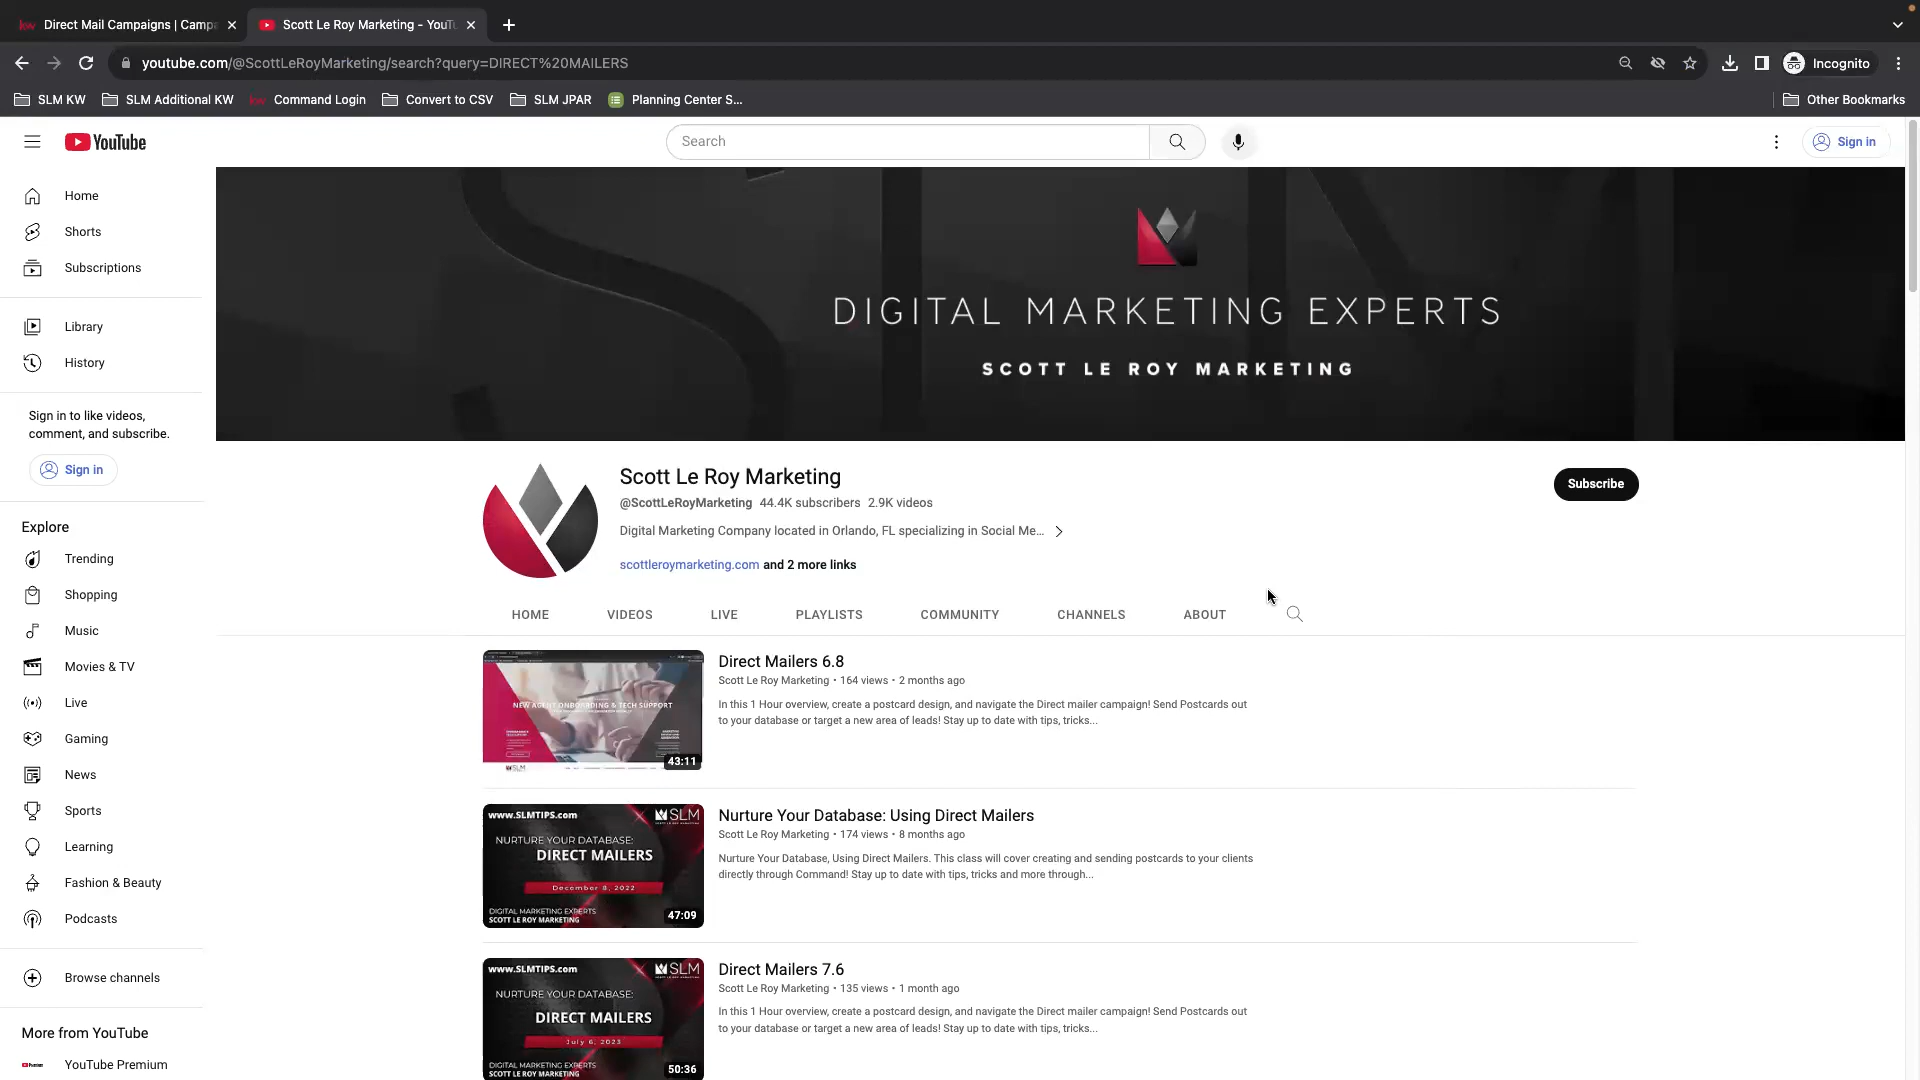 Direct Mail Campaigns | Camp
Scott Le Roy Marketing - YouTu
youtube.com/@ScottLeRoyMarketing/search?query=DIRECT%20MAILERS
Incognito
SLM KW
SLM Additional KW
kw
Command Login
Convert to CSV
SLM JPAR
Planning Center S...
Other Bookmarks
YouTube
Search
Sign in
Home
Shorts
Subscriptions
Library
History
Sign in to like videos,
comment, and subscribe.
Sign in
Explore
Trending
Shopping
Music
Movies & TV
Live
Gaming
News
Sports
Learning
Fashion & Beauty
Podcasts
Browse channels
More from YouTube
YouTube Premium
DIGITAL MARKETING EXPERTS
SCOTT LE ROY MARKETING
Scott Le Roy Marketing
@ScottLeRoyMarketing 44.4K subscribers 2.9K videos
Digital Marketing Company located in Orlando, FL specializing in Social Me...
scottleroymarketing.com and 2 more links
Subscribe
HOME
VIDEOS
LIVE
PLAYLISTS
COMMUNITY
CHANNELS
ABOUT
NEW AGENT ONBOARDING & TECH SUPPORT
SLM
43:11
Direct Mailers 6.8
Scott Le Roy Marketing • 164 views • 2 months ago
In this 1 Hour overview, create a postcard design, and navigate the Direct mailer campaign! Send Postcards out
to your database or target a new area of leads! Stay up to date with tips, tricks...
www.SLMTIPS.com
SLM
NURTURE YOUR DATABASE:
DIRECT MAILERS
December 8, 2022
DIGITAL MARKETING EXPERTS
SCOTT LE ROY MARKETING
47:09
Nurture Your Database: Using Direct Mailers
Scott Le Roy Marketing • 174 views • 8 months ago
Nurture Your Database, Using Direct Mailers. This class will cover creating and sending postcards to your clients
directly through Command! Stay up to date with tips, tricks and more through...
www.SLMTIPS.com
SLM
NURTURE YOUR DATABASE:
DIRECT MAILERS
July 6, 2023
DIGITAL MARKETING EXPERTS
SCOTT LE ROY MARKETING
50:36
Direct Mailers 7.6
Scott Le Roy Marketing • 135 views • 1 month ago
In this 1 Hour overview, create a postcard design, and navigate the Direct mailer campaign! Send Postcards out
to your database or target a new area of leads! Stay up to date with tips, tricks...